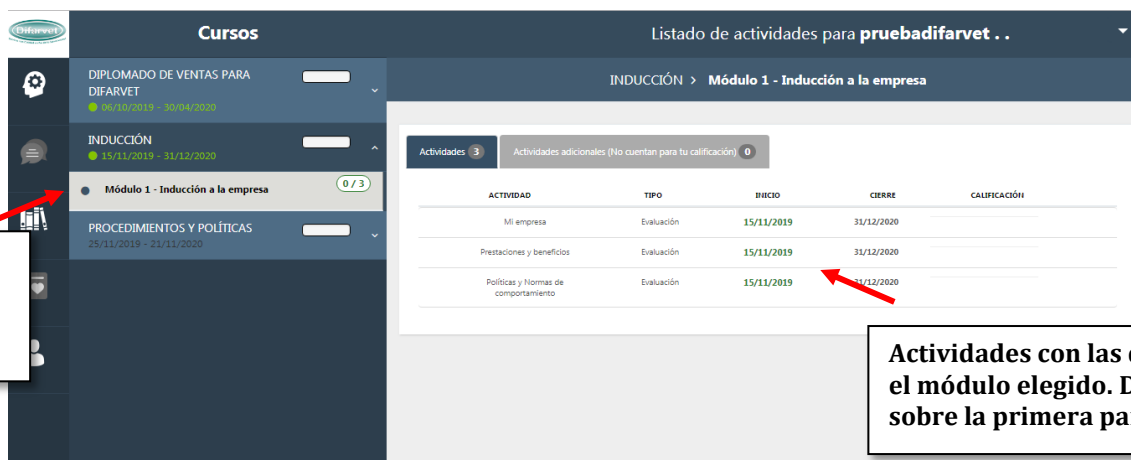 Difarvet
Cursos
Listado de actividades para pruebadifarvet . .
DIPLOMADO DE VENTAS PARA
DIFARVET
06/10/2019 - 30/04/2020
INDUCCIÓN
15/11/2019 - 31/12/2020
Módulo 1 - Inducción a la empresa
0 / 3
PROCEDIMIENTOS Y POLÍTICAS
25/11/2019 - 21/11/2020
INDUCCIÓN > Módulo 1 - Inducción a la empresa
Actividades 3
Actividades adicionales (No cuentan para tu calificación) 0
ACTIVIDAD TIPO INICIO CIERRE CALIFICACIÓN
Mi empresa Evaluación 15/11/2019 31/12/2020
Prestaciones y beneficios Evaluación 15/11/2019 31/12/2020
Políticas y Normas de
comportamiento Evaluación 15/11/2019 31/12/2020
Actividades con las
el módulo elegido. D
sobre la primera pa